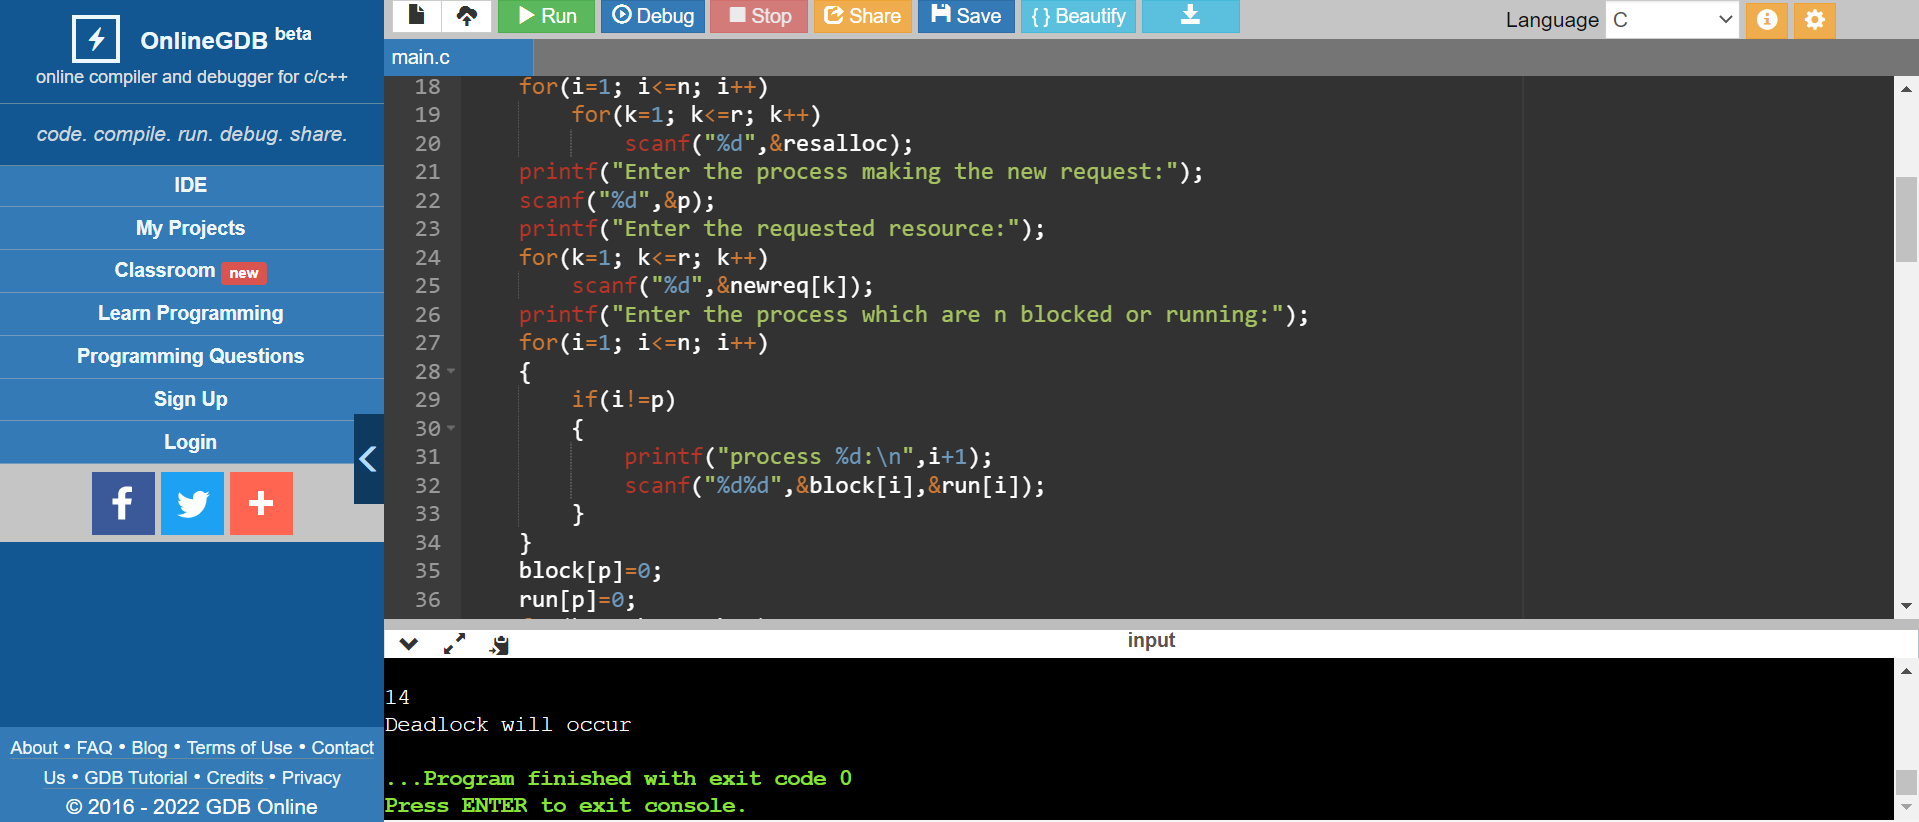 OnlineGDB beta
online compiler and debugger for c/c++
code. compile. run. debug. share.
IDE
My Projects
Classroom new
Learn Programming
Programming Questions
Sign Up
Login
About • FAQ • Blog • Terms of Use • Contact
Us • GDB Tutorial • Credits • Privacy
© 2016 - 2022 GDB Online
Run Debug Stop Share Save { } Beautify
Language C
main.c
18 for(i=1; i<=n; i++)
19 for(k=1; k<=r; k++)
20 scanf("%d",&resalloc);
21 printf("Enter the process making the new request:");
22 scanf("%d",&p);
23 printf("Enter the requested resource:");
24 for(k=1; k<=r; k++)
25 scanf("%d",&newreq[k]);
26 printf("Enter the process which are n blocked or running:");
27 for(i=1; i<=n; i++)
28 {
29 if(i!=p)
30 {
31 printf("process %d:\n",i+1);
32 scanf("%d%d",&block[i],&run[i]);
33 }
34 }
35 block[p]=0;
36 run[p]=0;
input
14
Deadlock will occur
...Program finished with exit code 0
Press ENTER to exit console.